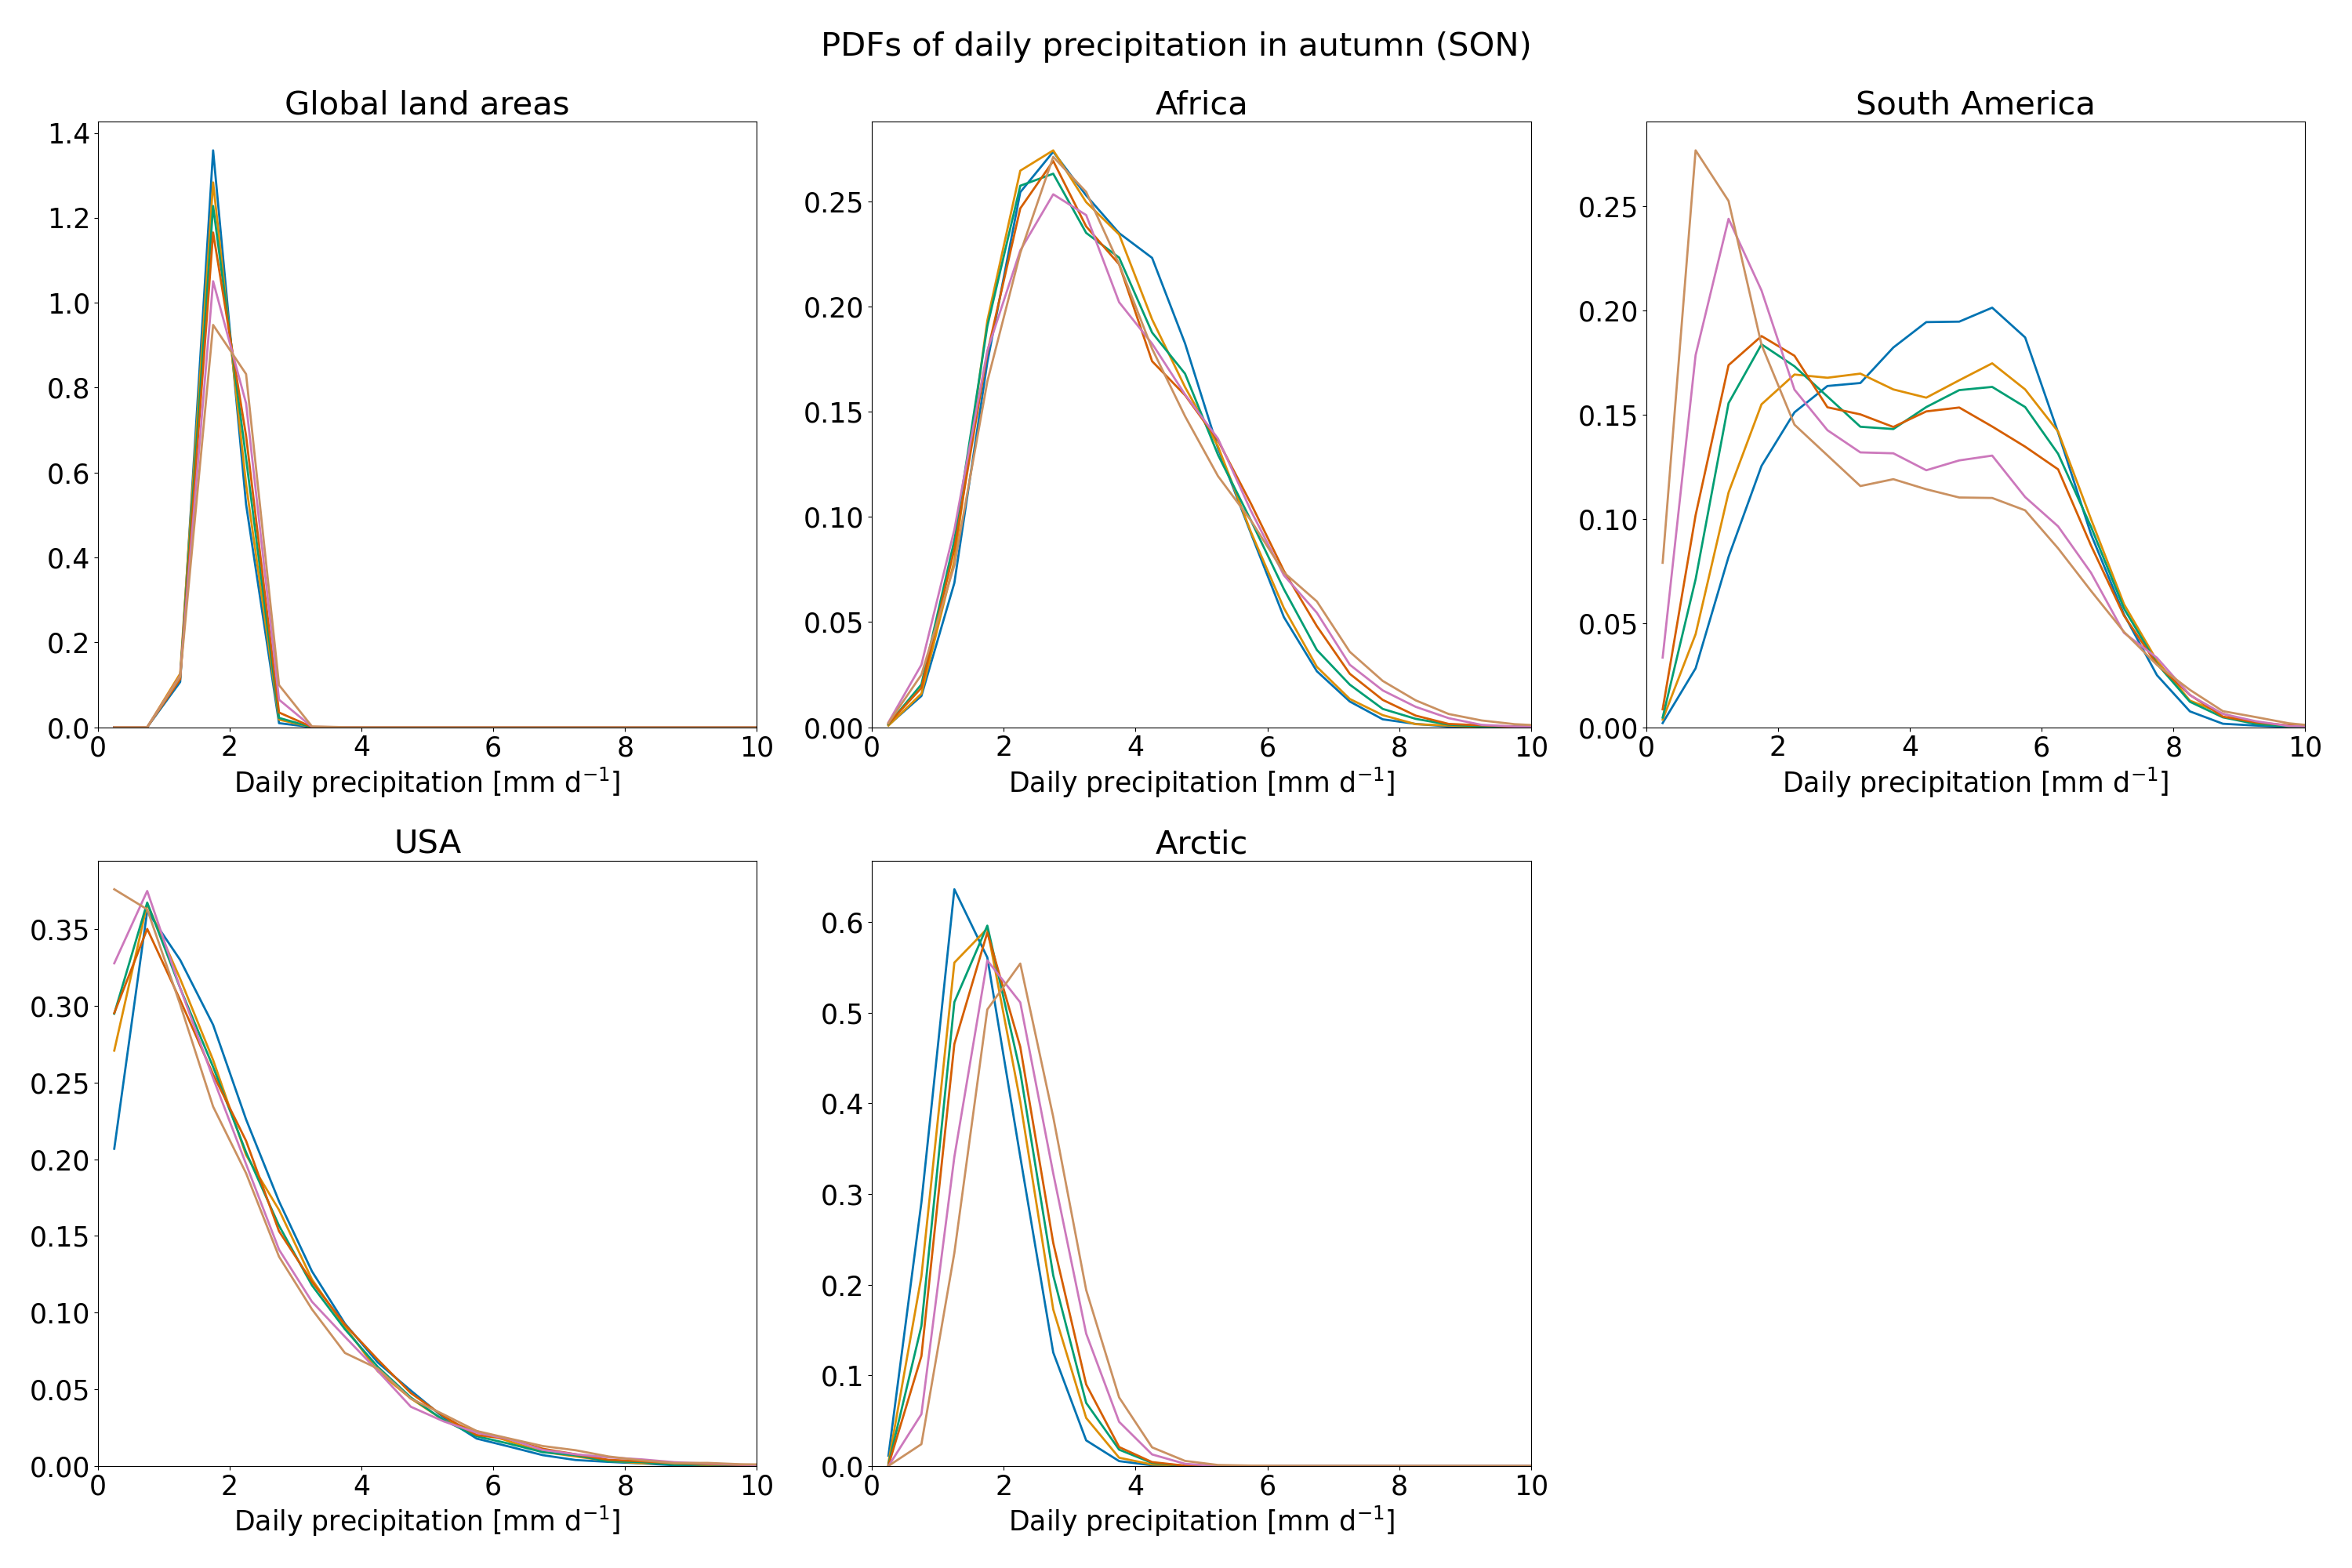 PDFs of daily precipitation in autumn (SON)
Global land areas
1.4
1.2
1.0
0.8
0.6
0.4
0.2
0.0
0 2 4 6 8 10
Daily precipitation [mm d⁻¹]
Africa
0.25
0.20
0.15
0.10
0.05
0.00
0 2 4 6 8 10
Daily precipitation [mm d⁻¹]
South America
0.25
0.20
0.15
0.10
0.05
0.00
0 2 4 6 8 10
Daily precipitation [mm d⁻¹]
USA
0.35
0.30
0.25
0.20
0.15
0.10
0.05
0.00
0 2 4 6 8 10
Daily precipitation [mm d⁻¹]
Arctic
0.6
0.5
0.4
0.3
0.2
0.1
0.0
0 2 4 6 8 10
Daily precipitation [mm d⁻¹]